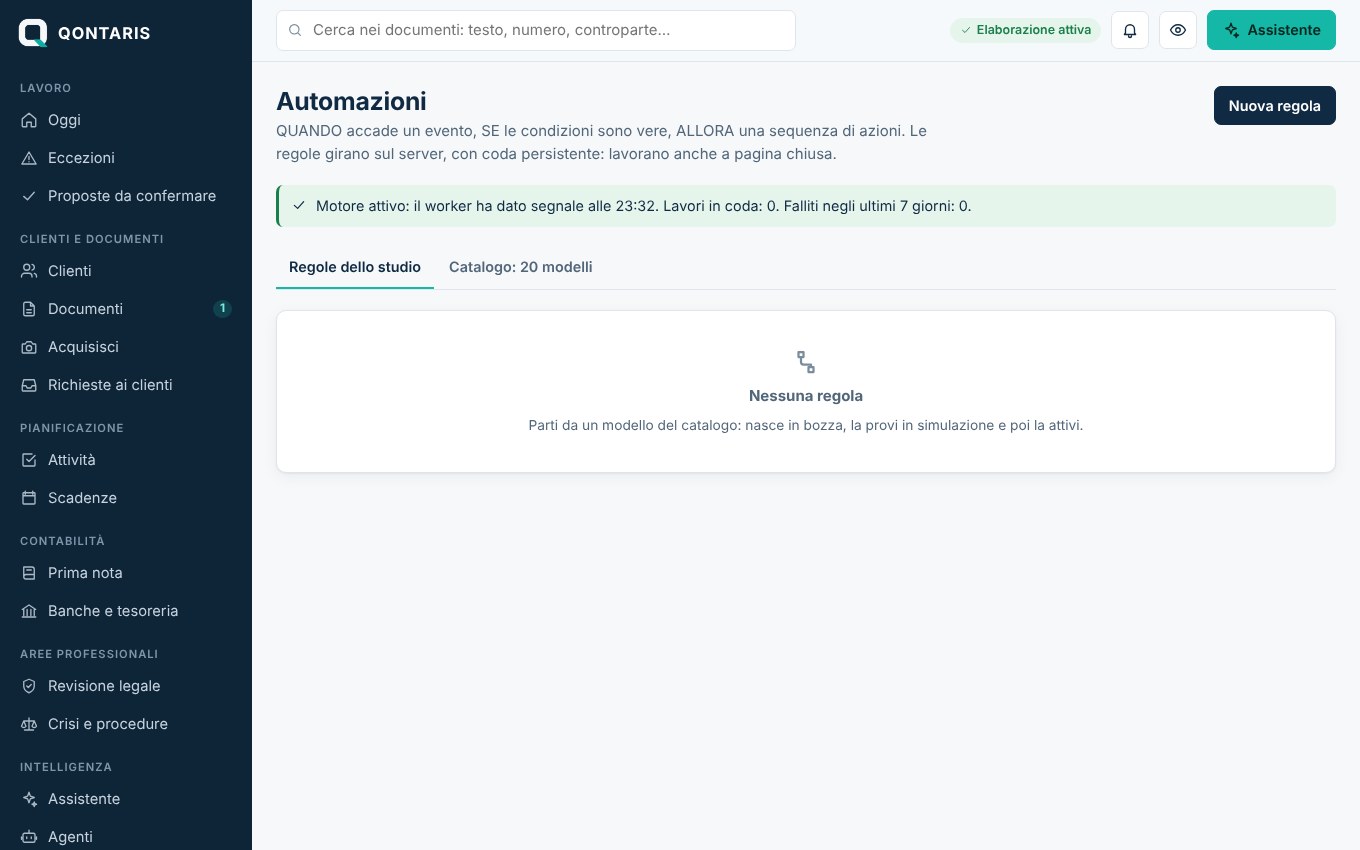 QONTARIS
LAVORO
Oggi
Eccezioni
Proposte da confermare
CLIENTI E DOCUMENTI
Clienti
Documenti 1
Acquisisci
Richieste ai clienti
PIANIFICAZIONE
Attività
Scadenze
CONTABILITÀ
Prima nota
Banche e tesoreria
AREE PROFESSIONALI
Revisione legale
Crisi e procedure
INTELLIGENZA
Assistente
Agenti
Cerca nei documenti: testo, numero, controparte...
Elaborazione attiva
Assistente
Automazioni
Nuova regola
QUANDO accade un evento, SE le condizioni sono vere, ALLORA una sequenza di azioni. Le
regole girano sul server, con coda persistente: lavorano anche a pagina chiusa.
Motore attivo: il worker ha dato segnale alle 23:32. Lavori in coda: 0. Falliti negli ultimi 7 giorni: 0.
Regole dello studio
Catalogo: 20 modelli
Nessuna regola
Parti da un modello del catalogo: nasce in bozza, la provi in simulazione e poi la attivi.